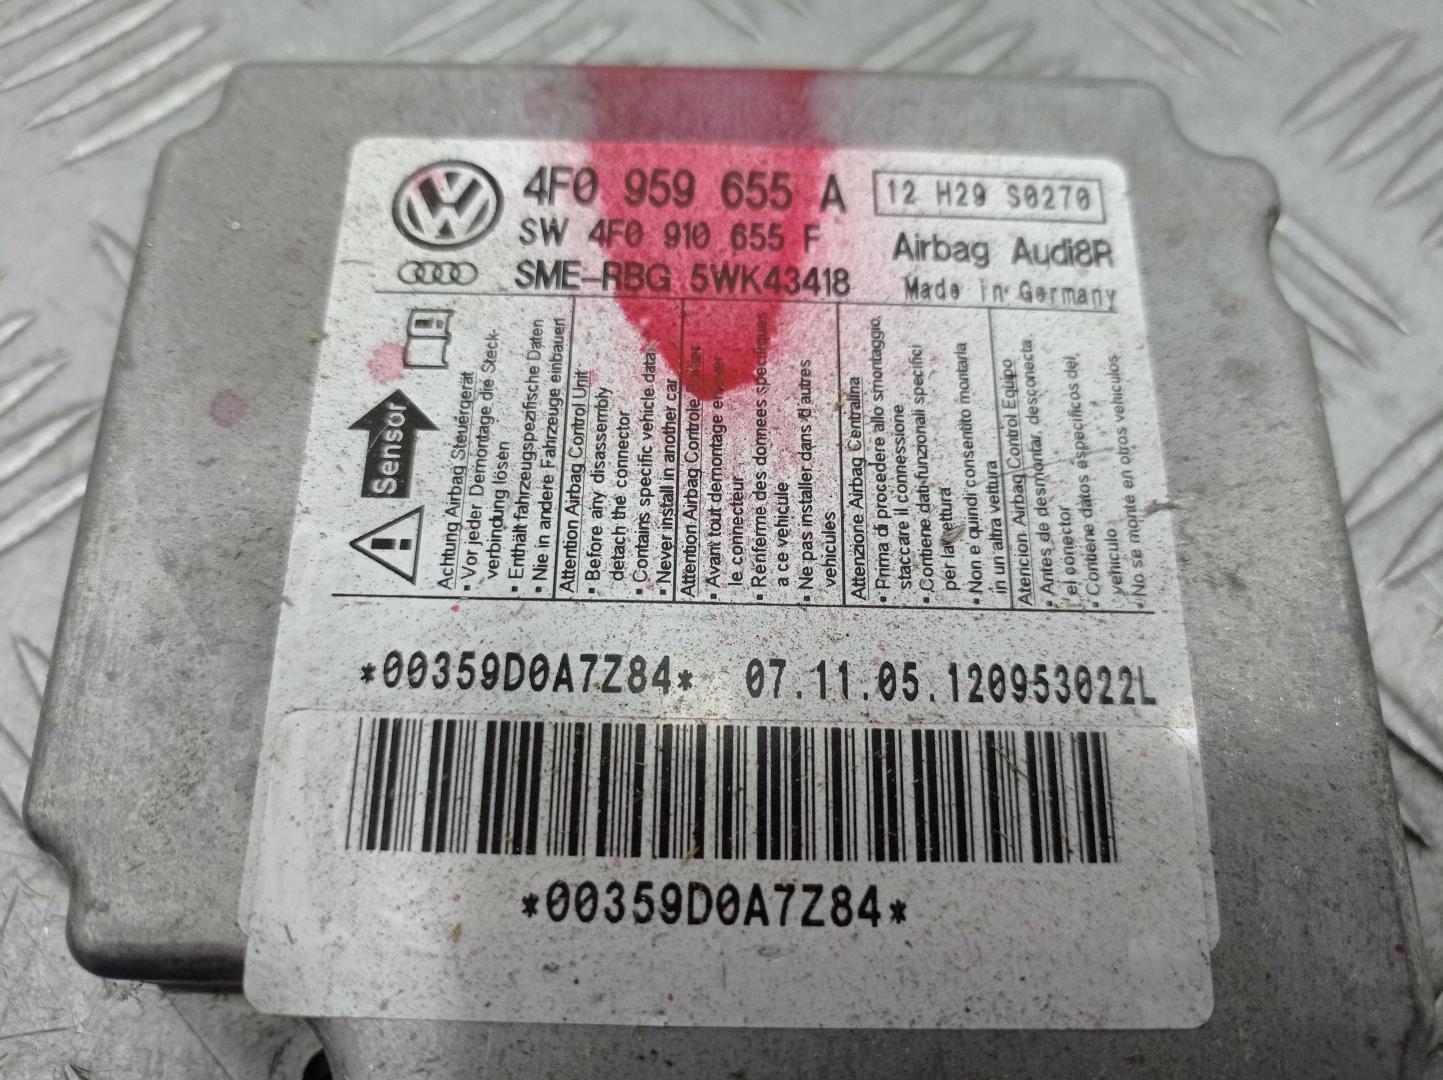 4F0 959 655 A
12 H29 S0270
SW 4F0 910 655 F
Airbag Audi8R
SME-RBG 5WK43418
Made in Germany
Sensor
Achtung Airbag Steuergerät
▪ Vor jeder Demontage die Steck-
verbindung lösen
▪ Enthält fahrzeugspezifische Daten
▪ Nie in andere Fahrzeuge einbauen
Attention Airbag Control Unit
▪ Before any disassembly
detach the connector
▪ Contains specific vehicle data
▪ Never install in another car
Attention Airbag Controle
▪ Avant tout demontage enlever
le connecteur
▪ Renferme des donnees specifiques
a ce vehicule
▪ Ne pas installer dans d'autres
vehicules
Attenzione Airbag Centralina
▪ Prima di procedere allo smontaggio,
staccare il connessione
▪ Contiene dati funzionali specifici
per la vettura
▪ Non e quindi consentito montarla
in un altra vettura
Atencion Airbag Control Equipo
▪ Antes de desmontar, desconecta
el conector
▪ Contiene datos especificos del
vehiculo
▪ No se monte en otros vehiculos
*00359D0A7Z84* 07.11.05.120953022L
*00359D0A7Z84*